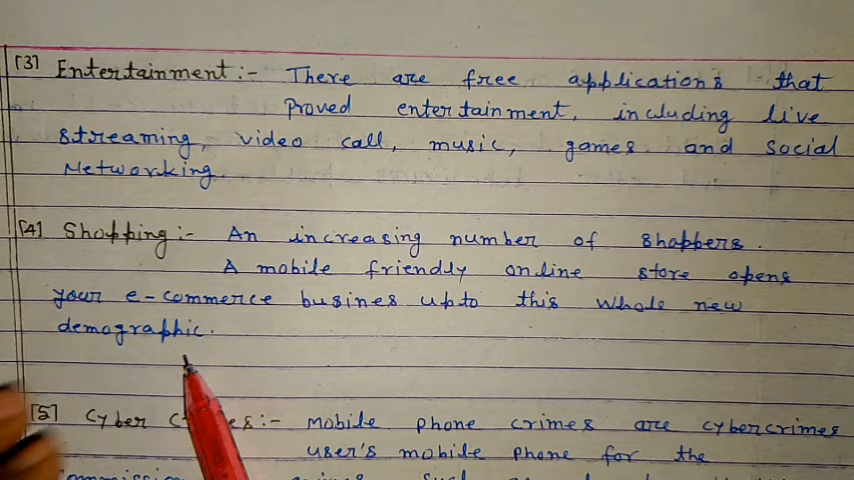 [3] Entertainment :- There are free applications that
Proved entertainment, including live
streaming, video call, music, games and social
Networking.
[4] Shopping :- An increasing number of shoppers.
A mobile friendly online store opens
your e-commerce busines upto this whole new
demographic.
[5] Cyber :- mobile phone crimes are cybercrimes
user's mobile phone for the